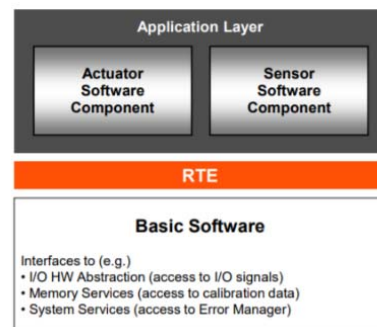 Application Layer
Actuator
Software
Component
Sensor
Software
Component
RTE
Basic Software
Interfaces to (e.g.)
• I/O HW Abstraction (access to I/O signals)
• Memory Services (access to calibration data)
• System Services (access to Error Manager)